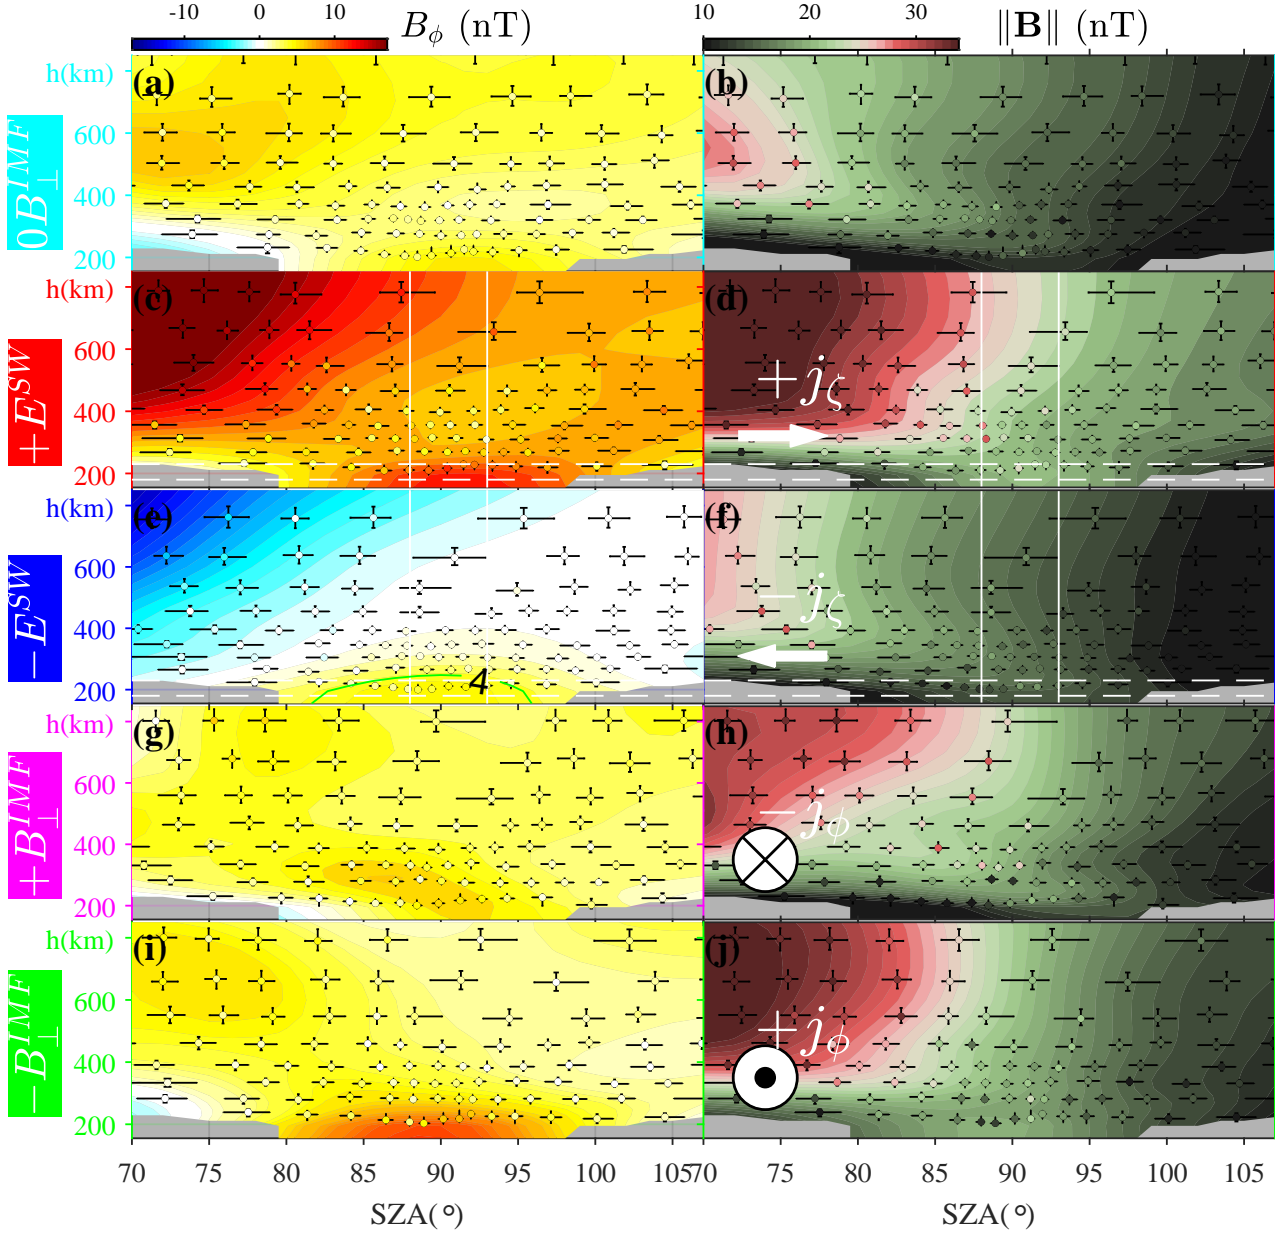 -10 0 10 B_ϕ (nT) 10 20 30 ‖B‖ (nT)
h(km) (a) (b)
0B_⊥^{IMF}
600
400
200
h(km) (c) (d)
+E^{SW}
600
+j_ζ
400
200
h(km) (e) (f)
−E^{SW}
600
−j_ζ
400
4
200
h(km) (g) (h)
+B_⊥^{IMF}
600
−j_ϕ
400
200
h(km) (i) (j)
−B_⊥^{IMF}
600
+j_ϕ
400
200
70 75 80 85 90 95 100 105 70 75 80 85 90 95 100 105
SZA(°) SZA(°)